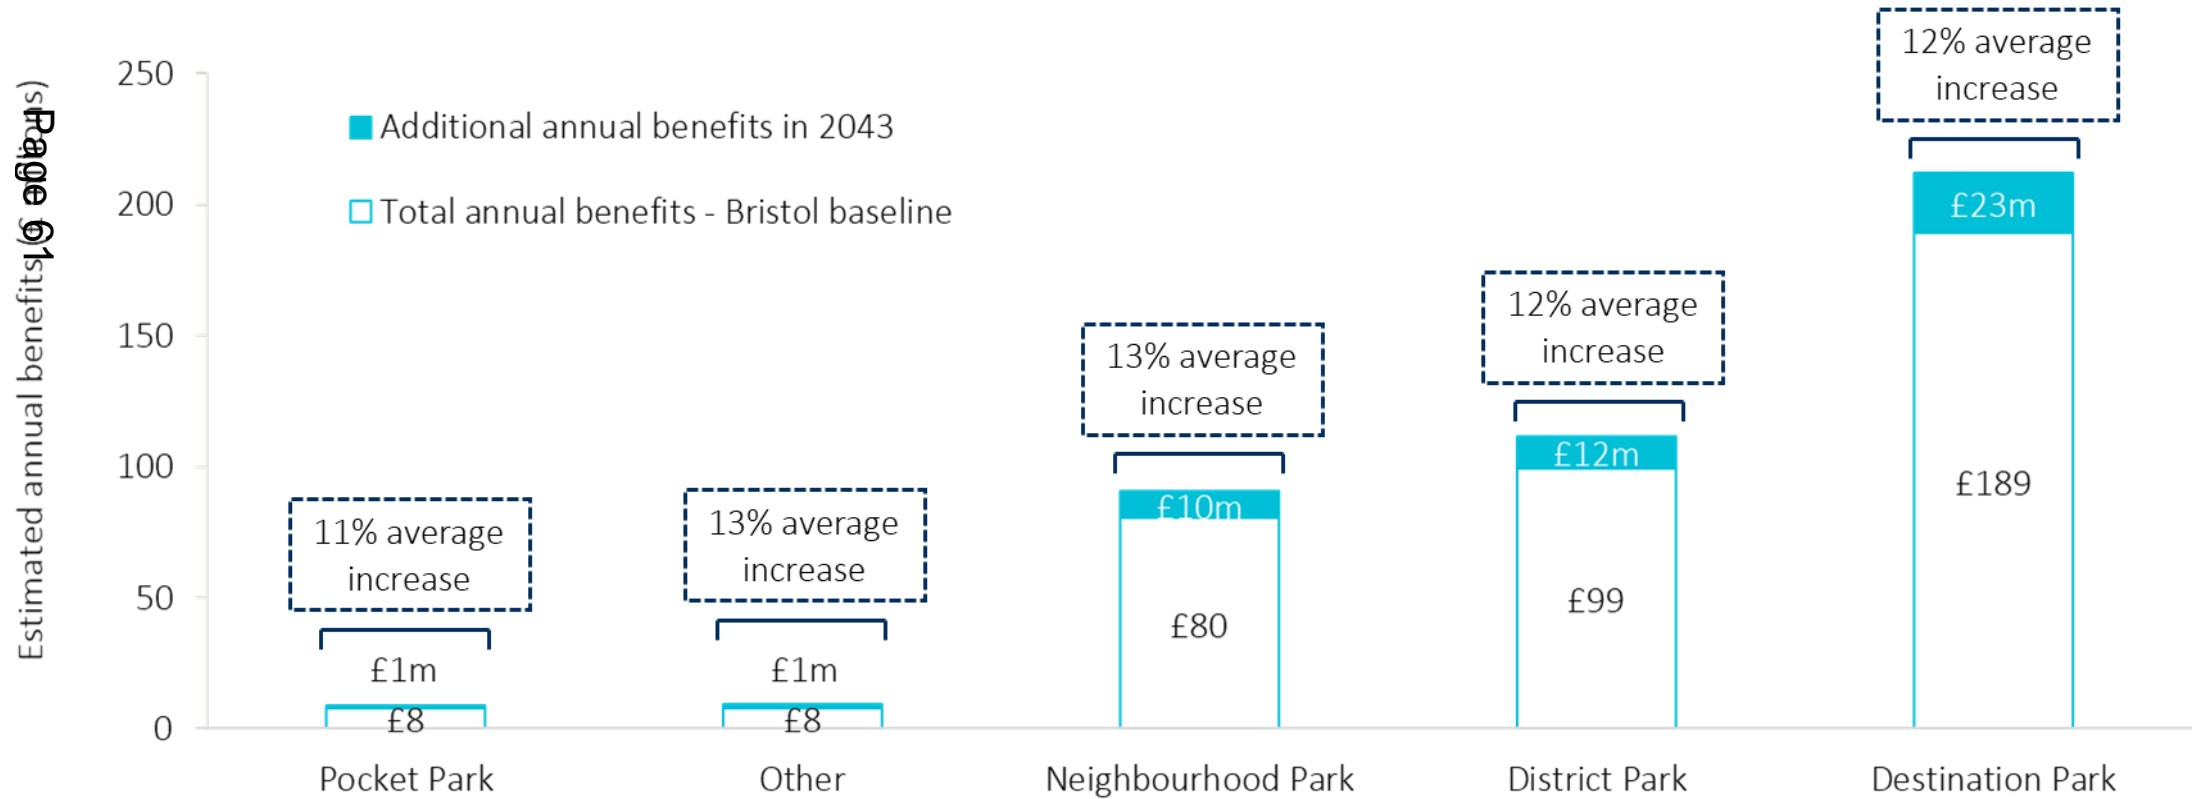 Page 61
Estimated annual benefits
250
200
150
100
50
0
Additional annual benefits in 2043
Total annual benefits - Bristol baseline
11% average
increase
£1m
£8
13% average
increase
£1m
£8
13% average
increase
£10m
£80
12% average
increase
£12m
£99
12% average
increase
£23m
£189
Pocket Park
Other
Neighbourhood Park
District Park
Destination Park